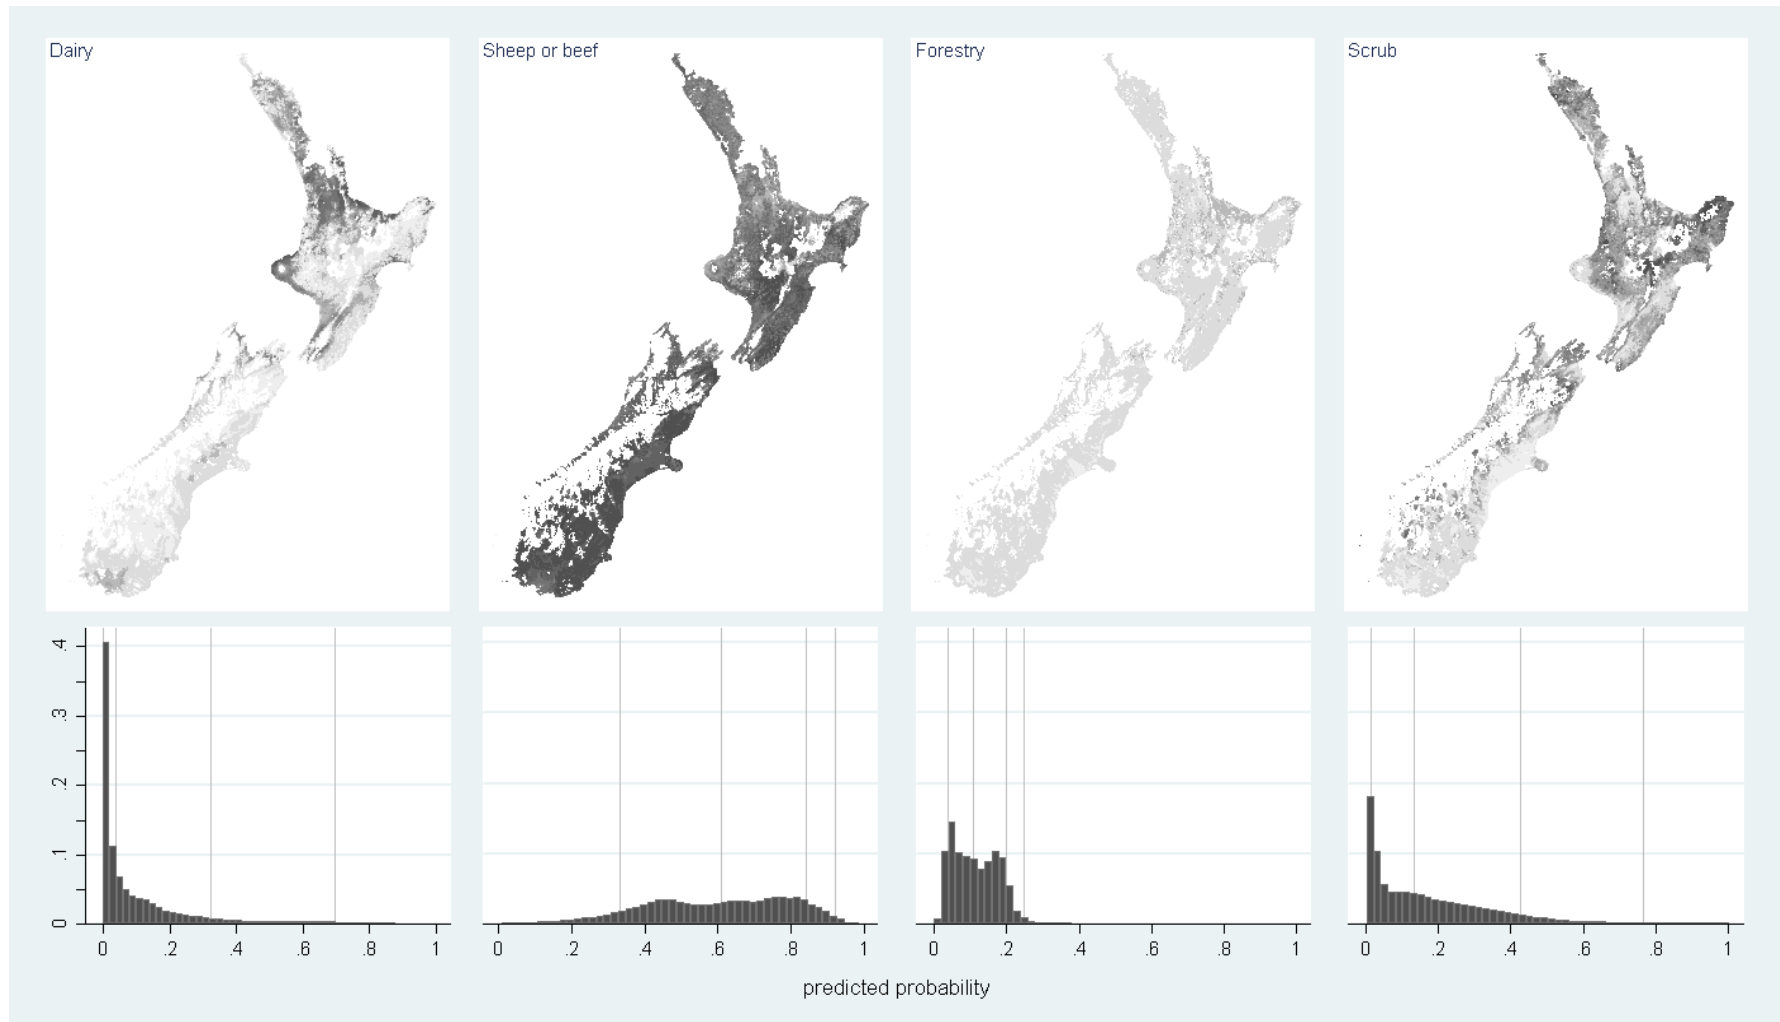 Dairy
Sheep or beef
Forestry
Scrub
.4
.3
.2
.1
0
0 .2 .4 .6 .8 1
0 .2 .4 .6 .8 1
0 .2 .4 .6 .8 1
0 .2 .4 .6 .8 1
predicted probability